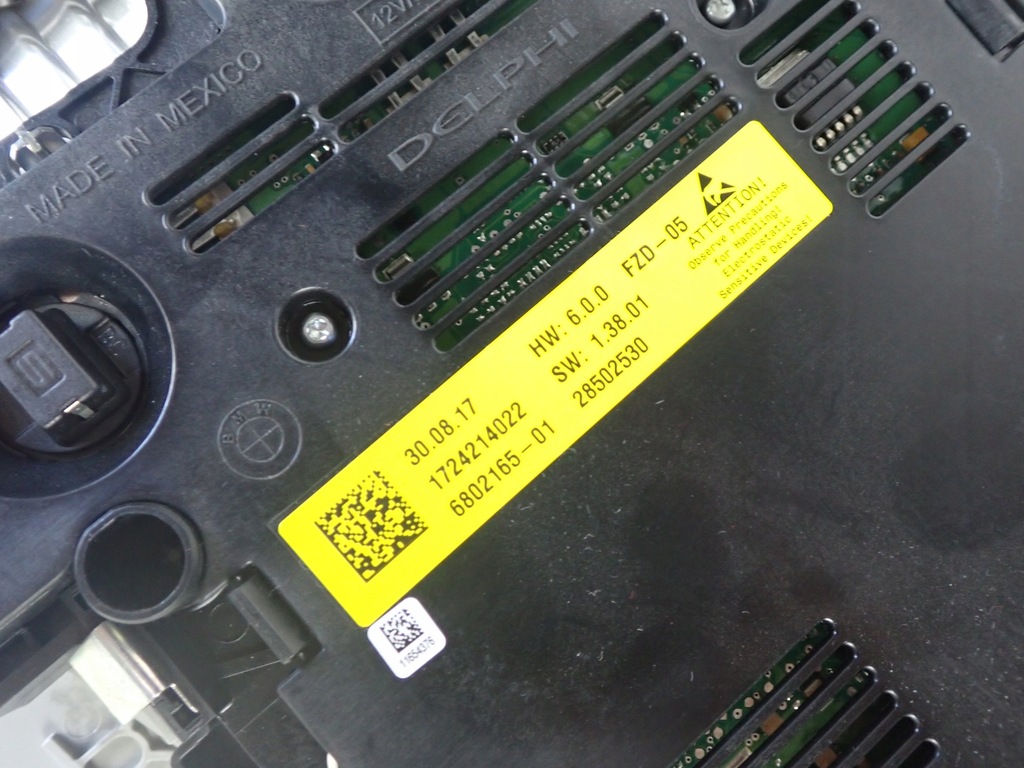 12V/
MADE IN MEXICO
DELPHI
BMW
30.08.17
1724214022
6802165-01
HW: 6.0.0
SW: 1.38.01
28502530
FZD-05
ATTENTION!
Observe Precautions
for Handling!
Electrostatic
Sensitive Devices!
11654376